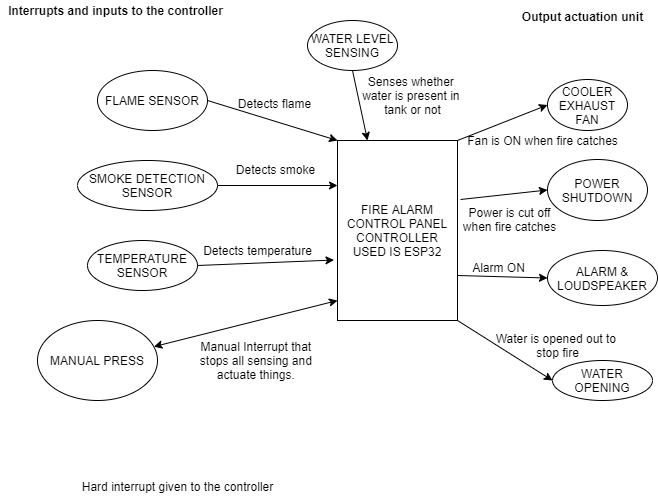 Interrupts and inputs to the controller
Output actuation unit
WATER LEVEL
SENSING
Senses whether
water is present in
tank or not
FLAME SENSOR
Detects flame
COOLER
EXHAUST
FAN
Fan is ON when fire catches
SMOKE DETECTION
SENSOR
Detects smoke
FIRE ALARM
CONTROL PANEL
CONTROLLER
USED IS ESP32
POWER
SHUTDOWN
Power is cut off
when fire catches
TEMPERATURE
SENSOR
Detects temperature
Alarm ON
ALARM &
LOUDSPEAKER
MANUAL PRESS
Manual Interrupt that
stops all sensing and
actuate things.
Water is opened out to
stop fire
WATER
OPENING
Hard interrupt given to the controller